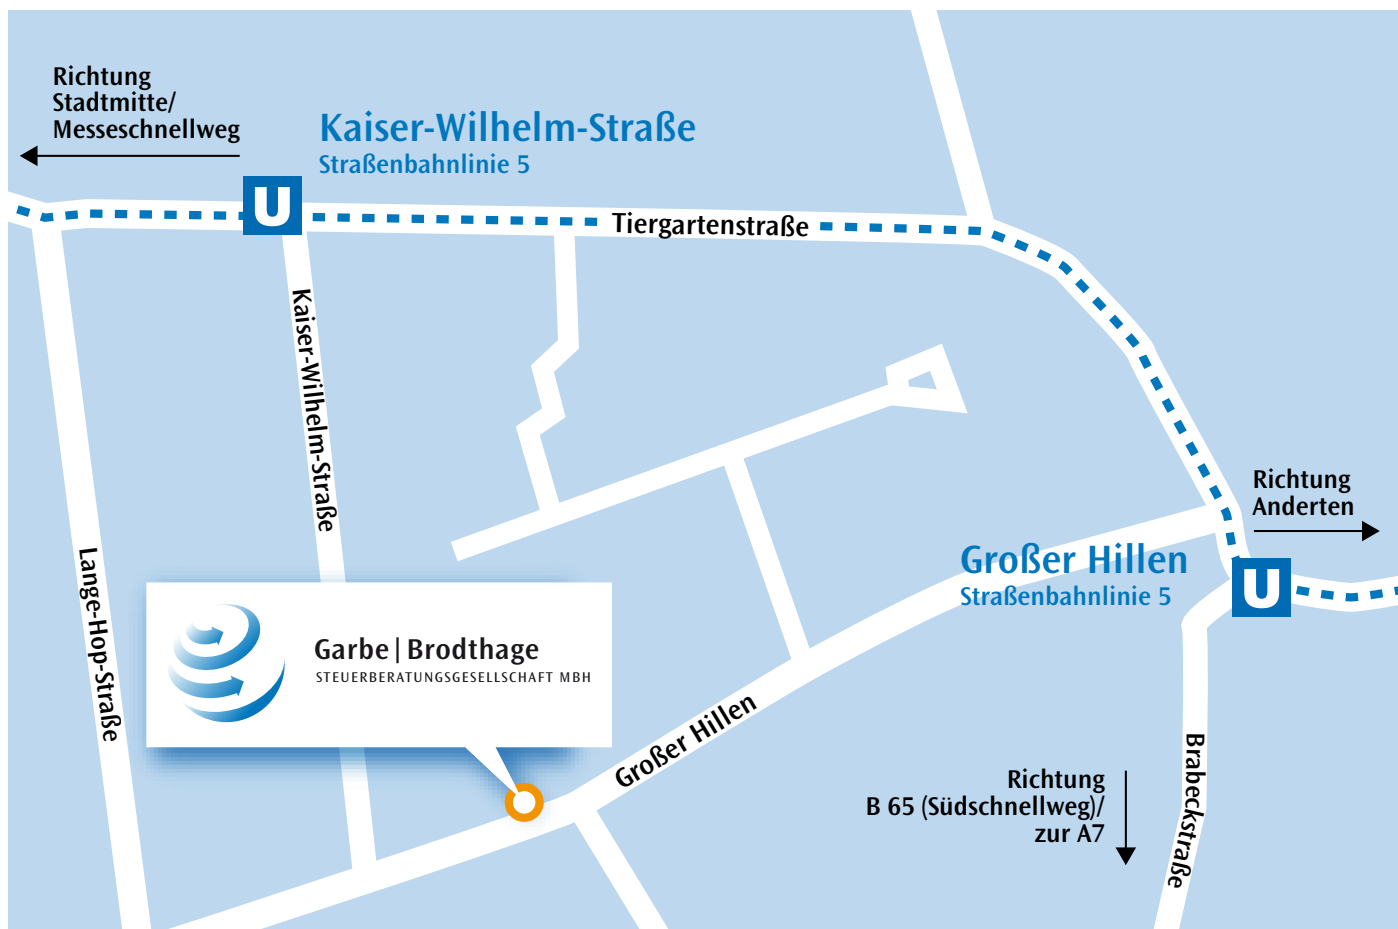 Richtung
Stadtmitte/
Messeschnellweg
Kaiser-Wilhelm-Straße
Straßenbahnlinie 5
U
Tiergartenstraße
Kaiser-Wilhelm-Straße
Lange-Hop-Straße
Richtung
Anderten
Großer Hillen
Straßenbahnlinie 5
U
Garbe | Brodthage
STEUERBERATUNGSGESELLSCHAFT MBH
Großer Hillen
Brabeckstraße
Richtung
B 65 (Südschnellweg)/
zur A7